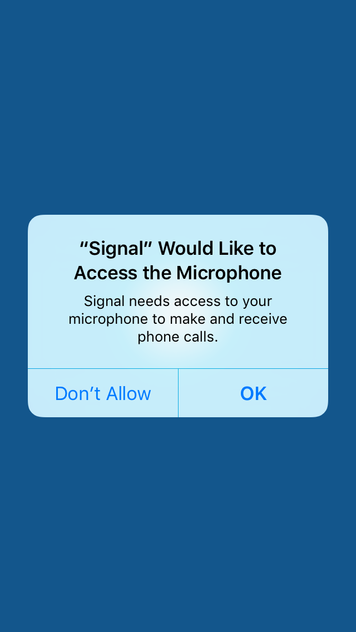 “Signal” Would Like to
Access the Microphone
Signal needs access to your
microphone to make and receive
phone calls.
Don’t Allow
OK